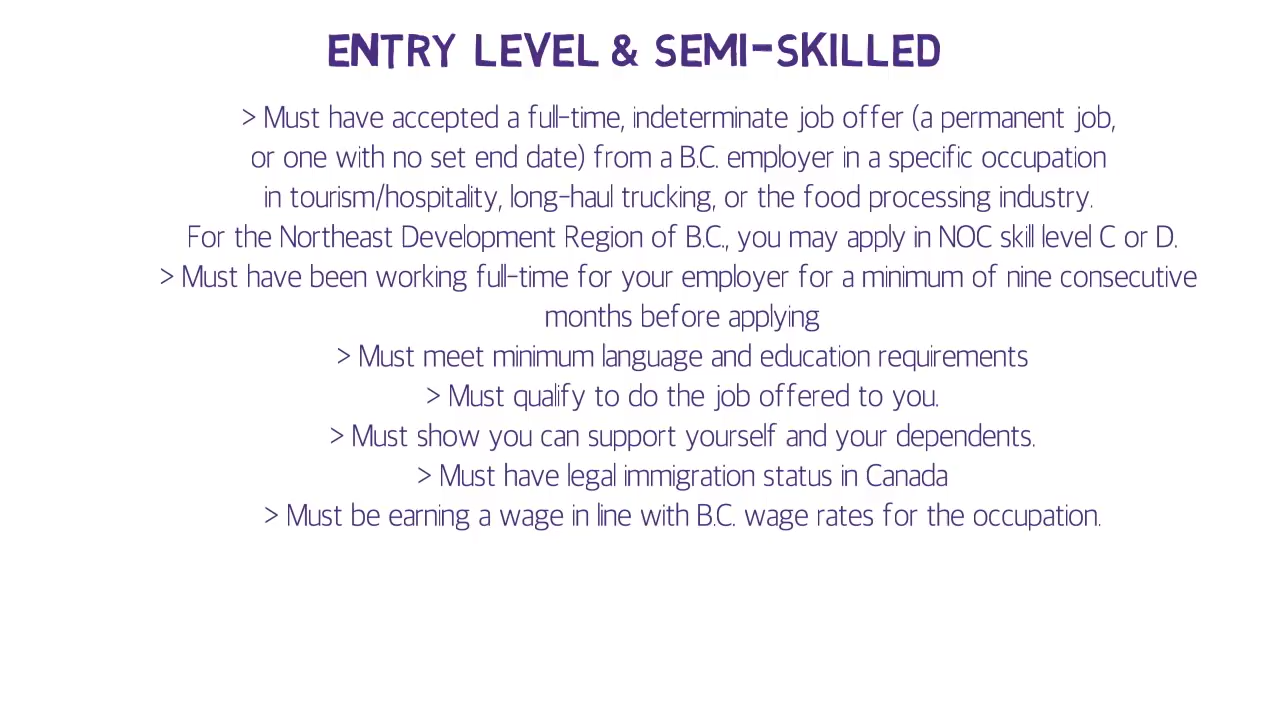 ENTRY LEVEL & SEMI-SKILLED
> Must have accepted a full-time, indeterminate job offer (a permanent job,
or one with no set end date) from a B.C. employer in a specific occupation
in tourism/hospitality, long-haul trucking, or the food processing industry.
For the Northeast Development Region of B.C., you may apply in NOC skill level C or D.
> Must have been working full-time for your employer for a minimum of nine consecutive
months before applying
> Must meet minimum language and education requirements
> Must qualify to do the job offered to you.
> Must show you can support yourself and your dependents.
> Must have legal immigration status in Canada
> Must be earning a wage in line with B.C. wage rates for the occupation.